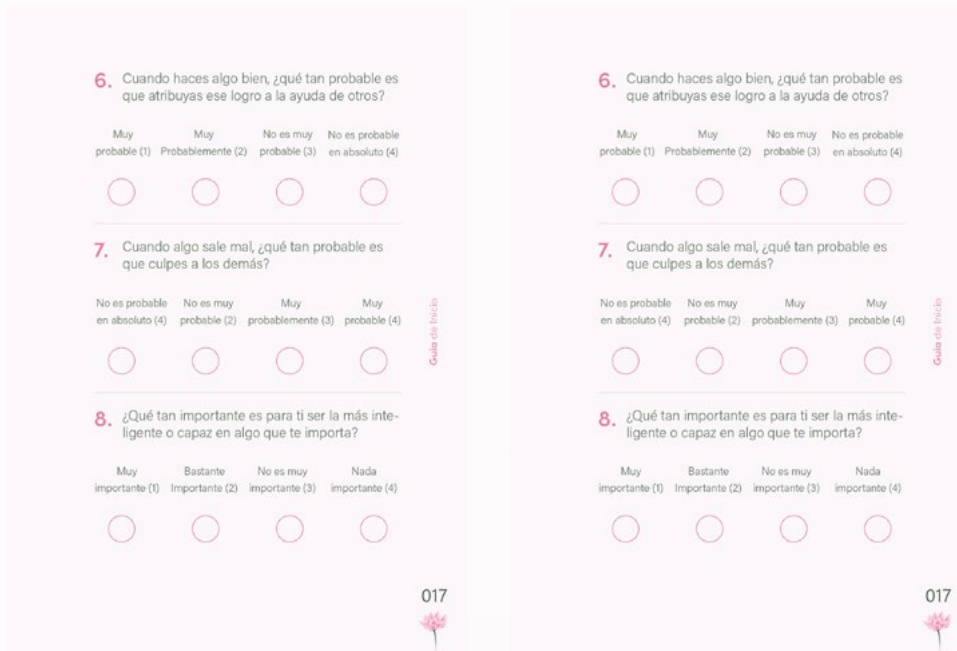 6. Cuando haces algo bien, ¿qué tan probable es
que atribuyas ese logro a la ayuda de otros?
Muy Muy No es muy No es probable
probable (1) Probablemente (2) probable (3) en absoluto (4)
7. Cuando algo sale mal, ¿qué tan probable es
que culpes a los demás?
No es probable No es muy Muy Muy
en absoluto (4) probable (2) probablemente (3) probable (4)
8. ¿Qué tan importante es para ti ser la más inte-
ligente o capaz en algo que te importa?
Muy Bastante No es muy Nada
importante (1) Importante (2) importante (3) importante (4)
Guía de Inicio
017
6. Cuando haces algo bien, ¿qué tan probable es
que atribuyas ese logro a la ayuda de otros?
Muy Muy No es muy No es probable
probable (1) Probablemente (2) probable (3) en absoluto (4)
7. Cuando algo sale mal, ¿qué tan probable es
que culpes a los demás?
No es probable No es muy Muy Muy
en absoluto (4) probable (2) probablemente (3) probable (4)
8. ¿Qué tan importante es para ti ser la más inte-
ligente o capaz en algo que te importa?
Muy Bastante No es muy Nada
importante (1) Importante (2) importante (3) importante (4)
Guía de Inicio
017